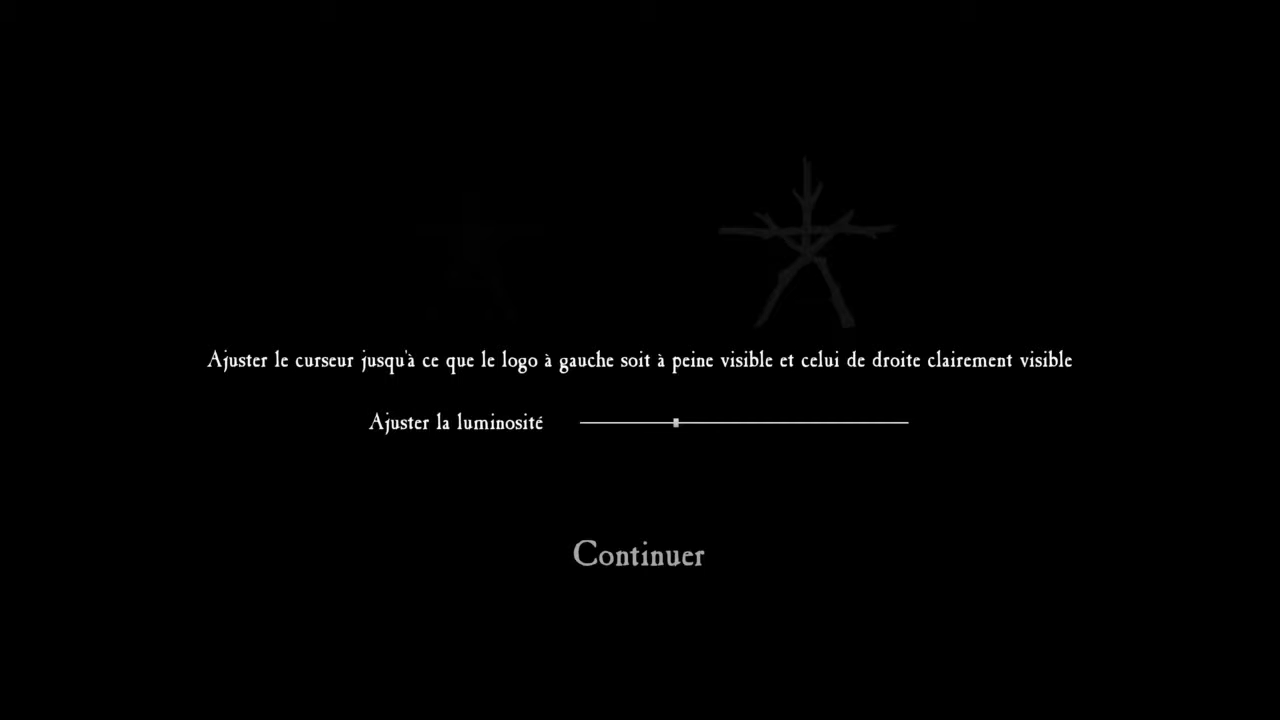 Ajuster le curseur jusqu'à ce que le logo à gauche soit à peine visible et celui de droite clairement visible
Ajuster la luminosité
Continuer